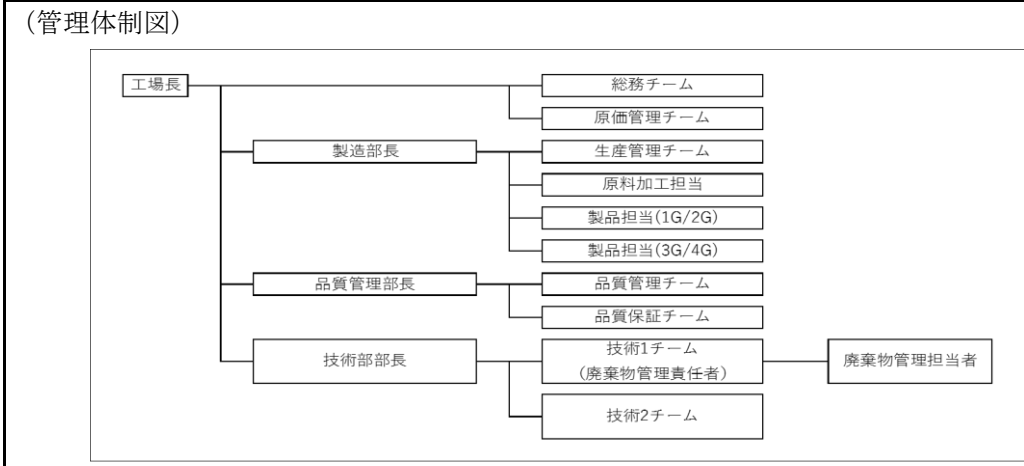 （管理体制図）
工場長
総務チーム
原価管理チーム
製造部長
生産管理チーム
原料加工担当
製品担当(1G/2G)
製品担当(3G/4G)
品質管理部長
品質管理チーム
品質保証チーム
技術部部長
技術1チーム
（廃棄物管理責任者）
廃棄物管理担当者
技術2チーム